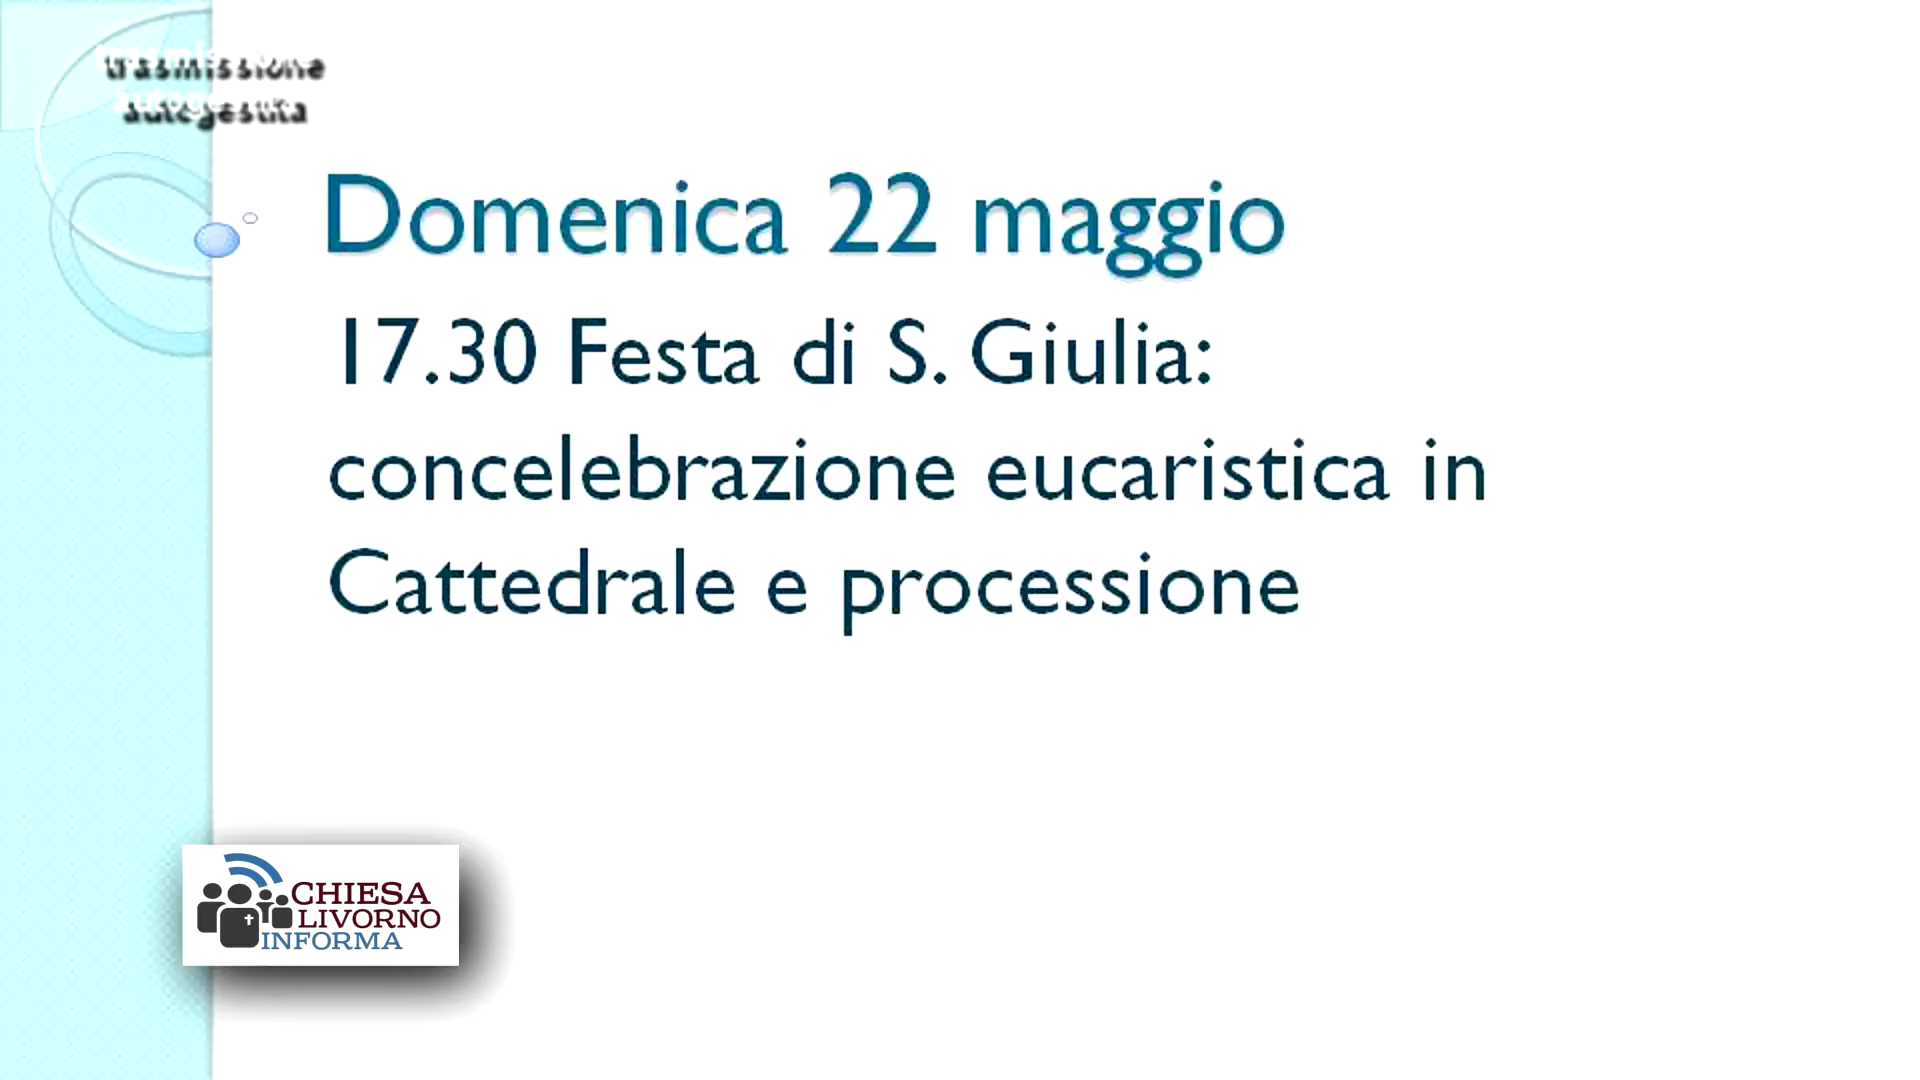 trasmissione
autogestita
Domenica 22 maggio
17.30 Festa di S. Giulia:
concelebrazione eucaristica in
Cattedrale e processione
CHIESA
LIVORNO
INFORMA